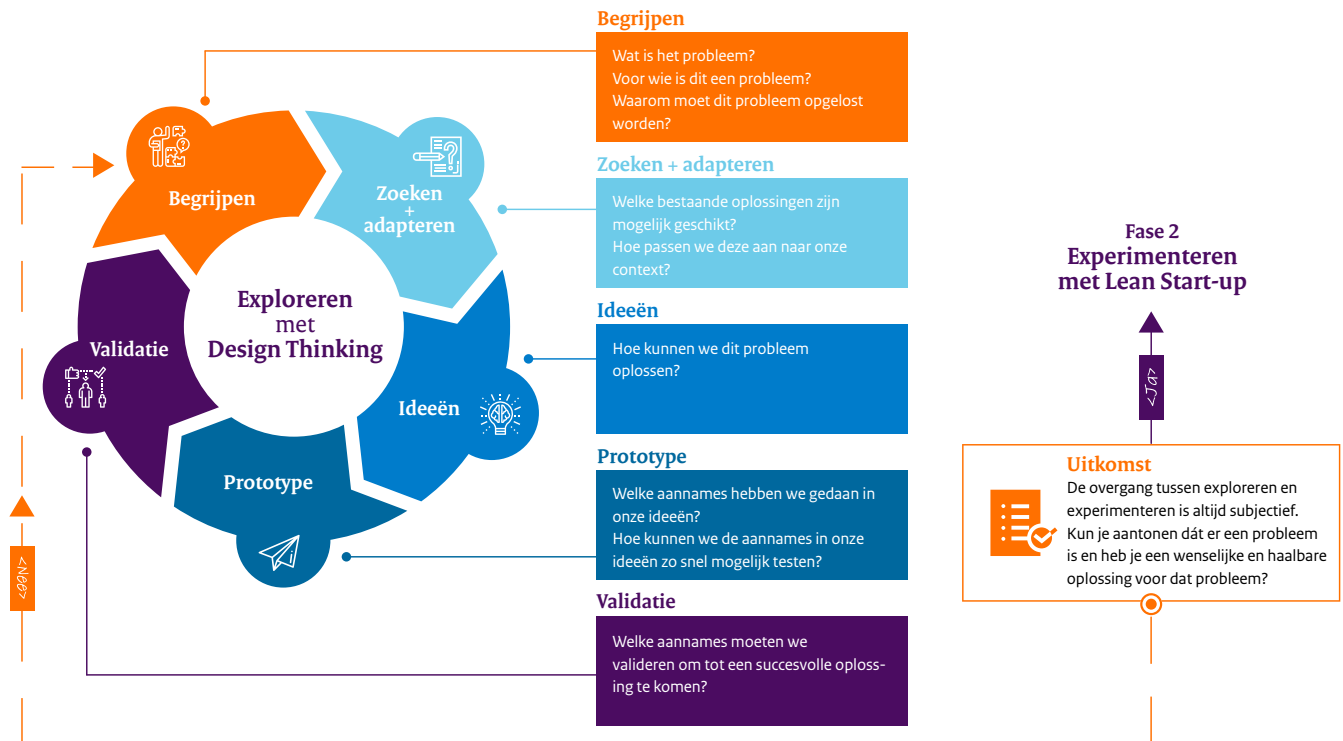 Begrijpen
Zoeken
+
adapteren
Ideeën
Prototype
Validatie
Exploreren
met
Design Thinking
<Nee>
Begrijpen
Wat is het probleem?
Voor wie is dit een probleem?
Waarom moet dit probleem opgelost
worden?
Zoeken + adapteren
Welke bestaande oplossingen zijn
mogelijk geschikt?
Hoe passen we deze aan naar onze
context?
Ideeën
Hoe kunnen we dit probleem
oplossen?
Prototype
Welke aannames hebben we gedaan in
onze ideeën?
Hoe kunnen we de aannames in onze
ideeën zo snel mogelijk testen?
Validatie
Welke aannames moeten we
valideren om tot een succesvolle oploss-
ing te komen?
Fase 2
Experimenteren
met Lean Start-up
<Ja>
Uitkomst
De overgang tussen exploreren en
experimenteren is altijd subjectief.
Kun je aantonen dát er een probleem
is en heb je een wenselijke en haalbare
oplossing voor dat probleem?